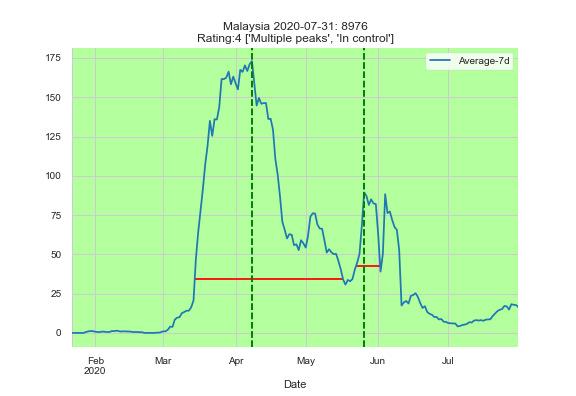 Malaysia 2020-07-31: 8976
Rating:4 ['Multiple peaks', 'In control']
Average-7d
175
150
125
100
75
50
25
0
Feb
2020
Mar
Apr
May
Jun
Jul
Date